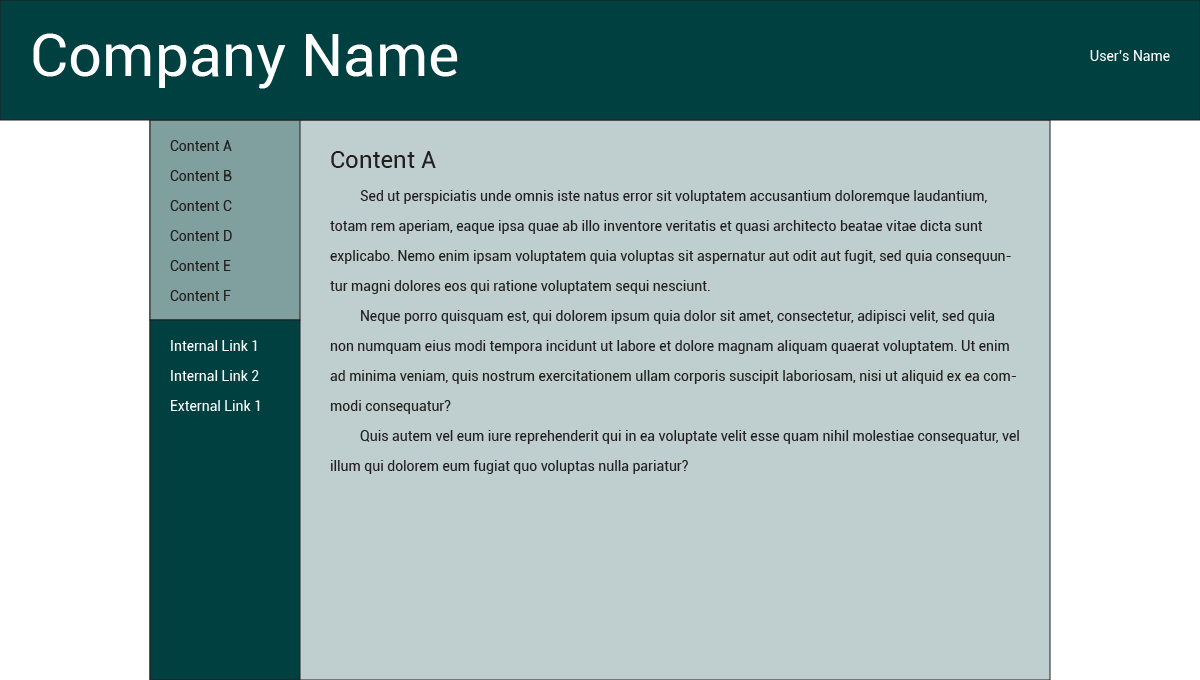 Company Name
User's Name
Content A
Content B
Content C
Content D
Content E
Content F
Internal Link 1
Internal Link 2
External Link 1
Content A
Sed ut perspiciatis unde omnis iste natus error sit voluptatem accusantium doloremque laudantium,
totam rem aperiam, eaque ipsa quae ab illo inventore veritatis et quasi architecto beatae vitae dicta sunt
explicabo. Nemo enim ipsam voluptatem quia voluptas sit aspernatur aut odit aut fugit, sed quia consequun-
tur magni dolores eos qui ratione voluptatem sequi nesciunt.
Neque porro quisquam est, qui dolorem ipsum quia dolor sit amet, consectetur, adipisci velit, sed quia
non numquam eius modi tempora incidunt ut labore et dolore magnam aliquam quaerat voluptatem. Ut enim
ad minima veniam, quis nostrum exercitationem ullam corporis suscipit laboriosam, nisi ut aliquid ex ea com-
modi consequatur?
Quis autem vel eum iure reprehenderit qui in ea voluptate velit esse quam nihil molestiae consequatur, vel
illum qui dolorem eum fugiat quo voluptas nulla pariatur?